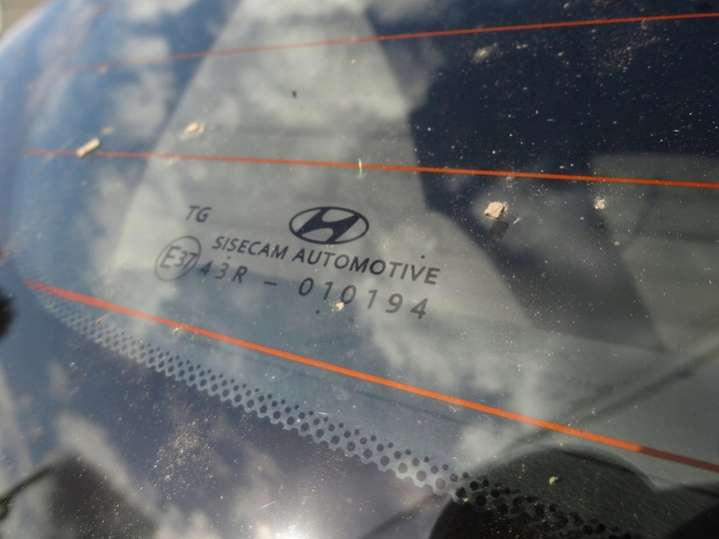 TG
SISECAM AUTOMOTIVE
E37 43R - 010194